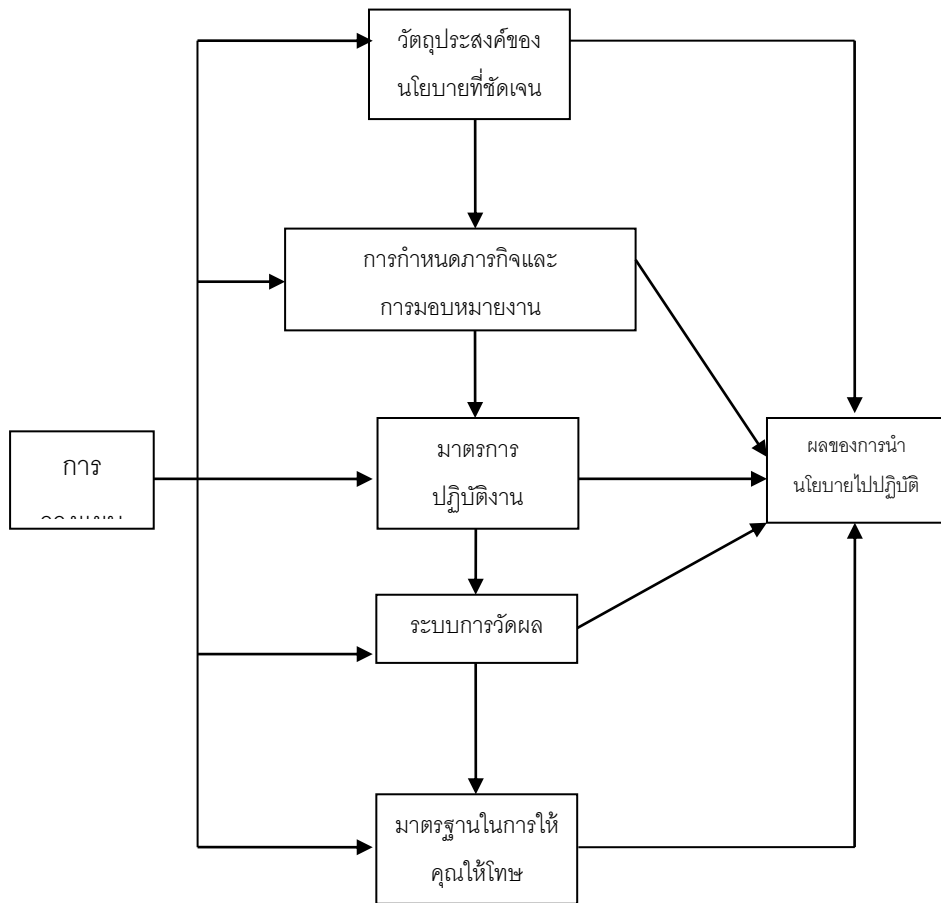 วัตถุประสงค์ของ
นโยบายที่ชัดเจน
การกำหนดภารกิจและ
การมอบหมายงาน
การ
มาตรการ
ปฏิบัติงาน
ผลของการนำ
นโยบายไปปฏิบัติ
ระบบการวัดผล
มาตรฐานในการให้
คุณให้โทษ